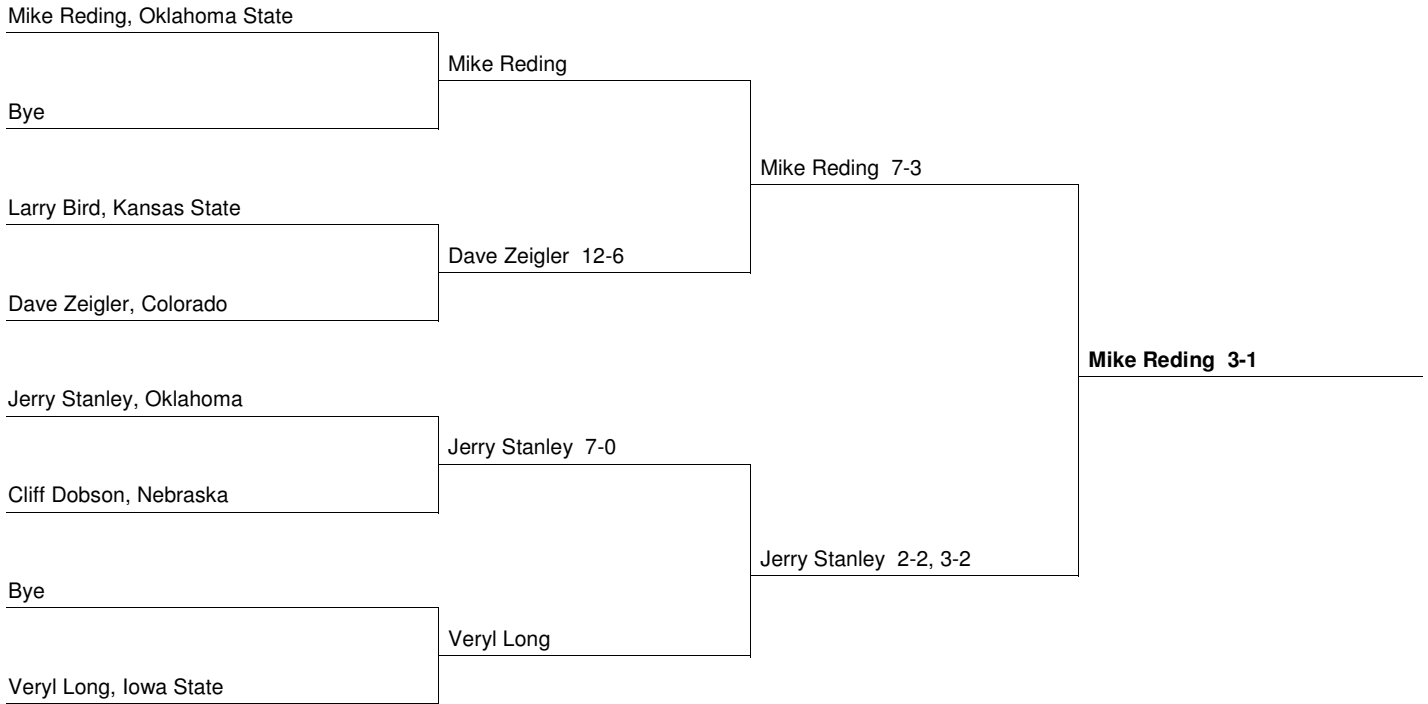 Mike Reding, Oklahoma State
Mike Reding
Bye
Mike Reding 7-3
Larry Bird, Kansas State
Dave Zeigler 12-6
Dave Zeigler, Colorado
Mike Reding 3-1
Jerry Stanley, Oklahoma
Jerry Stanley 7-0
Cliff Dobson, Nebraska
Jerry Stanley 2-2, 3-2
Bye
Veryl Long
Veryl Long, Iowa State